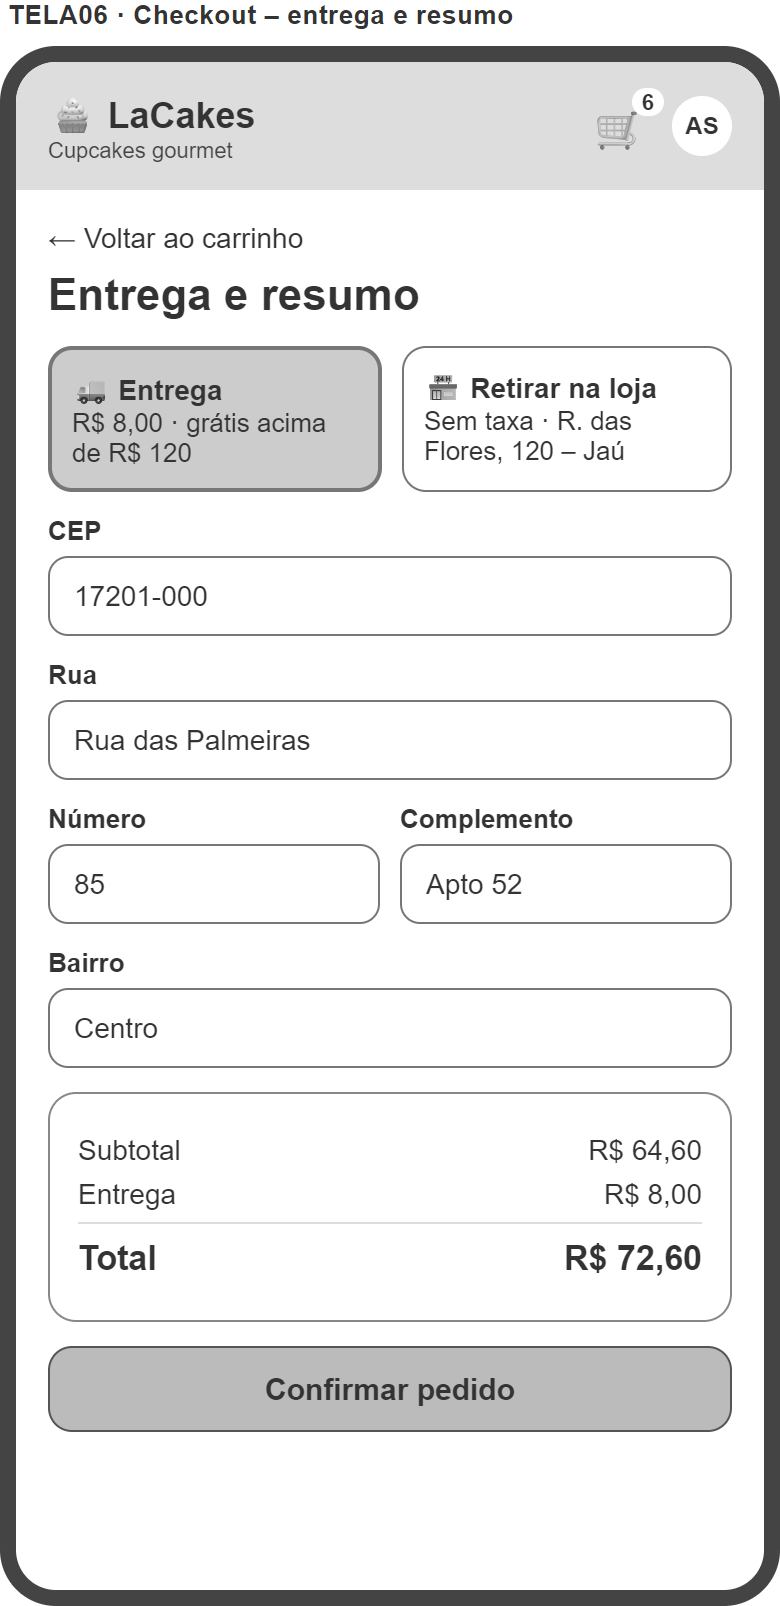 TELA06 · Checkout – entrega e resumo
LaCakes
Cupcakes gourmet
6
AS
← Voltar ao carrinho
Entrega e resumo
Entrega
R$ 8,00 · grátis acima
de R$ 120
24 H
Retirar na loja
Sem taxa · R. das
Flores, 120 – Jaú
CEP
17201-000
Rua
Rua das Palmeiras
Número
Complemento
85
Apto 52
Bairro
Centro
Subtotal R$ 64,60
Entrega R$ 8,00
Total R$ 72,60
Confirmar pedido